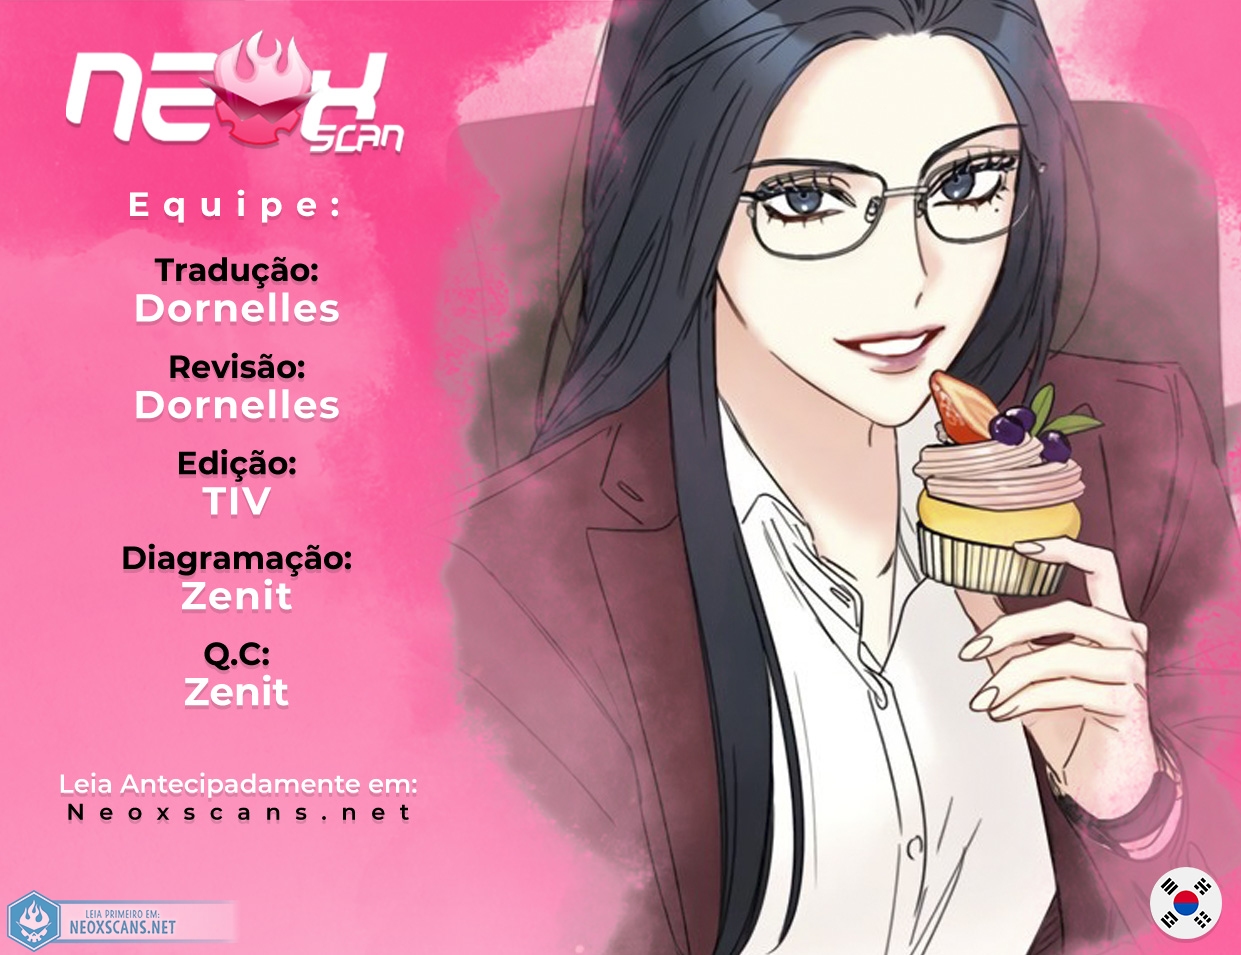 NEOX
SCAN
Equipe:
Tradução:
Dornelles
Revisão:
Dornelles
Edição:
TIV
Diagramação:
Zenit
Q.C:
Zenit
Leia Antecipadamente em:
Neoxscans.net
LEIA PRIMEIRO EM:
NEOXSCANS.NET